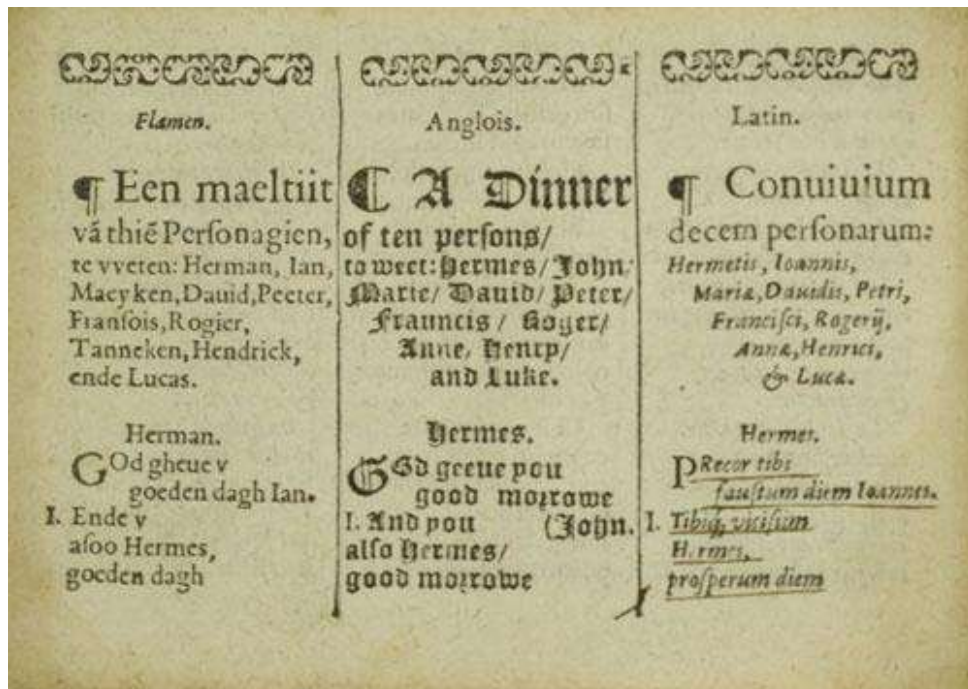 Flamen.
¶ Een maeltiit
vā thiē Perſonagien,
te vveten: Herman, Ian,
Maeyken, Dauid, Peeter,
Franſois, Rogier,
Tanneken, Hendrick,
ende Lucas.
Herman.
GOd gheue v
goeden dagh Ian.
I. Ende v
alſoo Hermes,
goeden dagh
Anglois.
¶ A Dinner
of ten perſons/
to weet: Hermes/ John/
Marie/ Dauid/ Peter/
Frauncis/ Roger/
Anne, Henry/
and Luke.
Hermes.
GOd geeue you
good morrowe
(John.
I. And you
alſo Hermes/
good morrowe
Latin.
¶ Conuiuium
decem perſonarum:
Hermetis, Ioannis,
Mariæ, Dauidis, Petri,
Franciſci, Rogerij,
Annæ, Henrici,
& Lucæ.
Hermes.
PRecor tibi
fauſtum diem Ioannes.
I. Tibiq́; viciſſim
Hermes,
proſperum diem